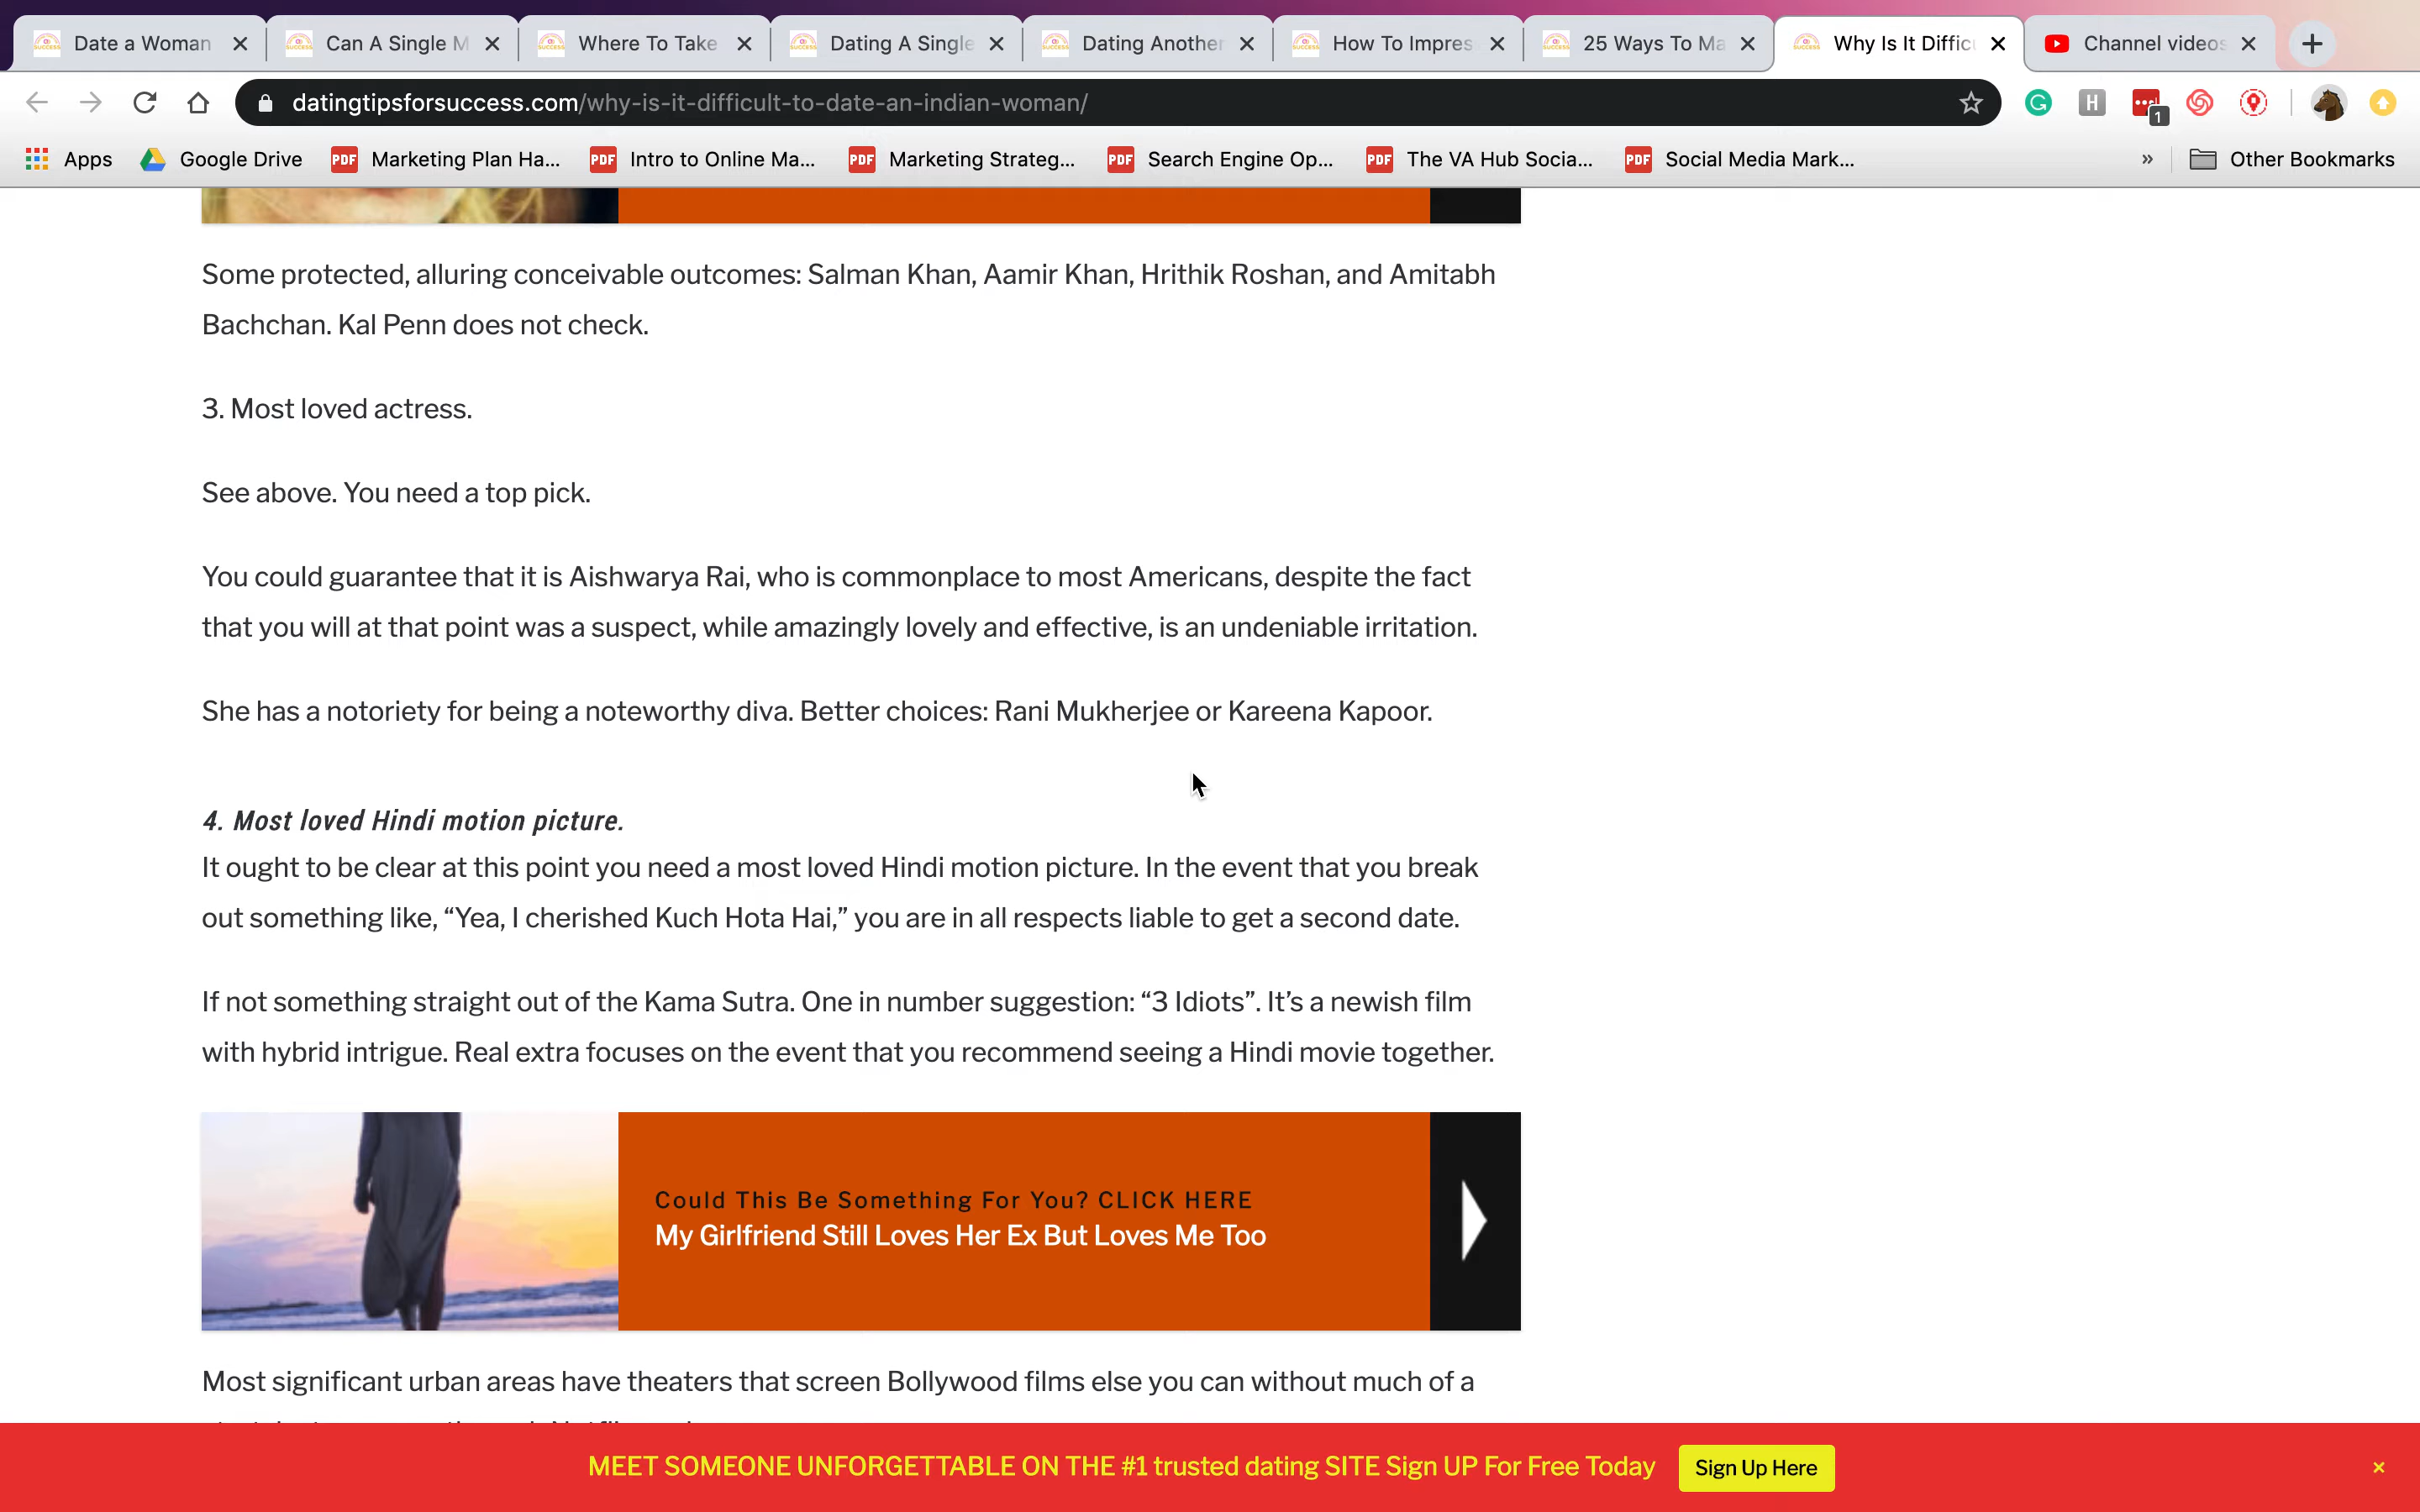 Date a Woman
Can A Single M
Where To Take
Dating A Single
Dating Another
How To Impres
25 Ways To Ma
Why Is It Diffic
Channel videos
datingtipsforsuccess.com/why-is-it-difficult-to-date-an-indian-woman/
H
1
Apps
Google Drive
PDF Marketing Plan Ha...
PDF Intro to Online Ma...
PDF Marketing Strateg...
PDF Search Engine Op...
PDF The VA Hub Socia...
PDF Social Media Mark...
»
Other Bookmarks
Some protected, alluring conceivable outcomes: Salman Khan, Aamir Khan, Hrithik Roshan, and Amitabh
Bachchan. Kal Penn does not check.
3. Most loved actress.
See above. You need a top pick.
You could guarantee that it is Aishwarya Rai, who is commonplace to most Americans, despite the fact
that you will at that point was a suspect, while amazingly lovely and effective, is an undeniable irritation.
She has a notoriety for being a noteworthy diva. Better choices: Rani Mukherjee or Kareena Kapoor.
4. Most loved Hindi motion picture.
It ought to be clear at this point you need a most loved Hindi motion picture. In the event that you break
out something like, “Yea, I cherished Kuch Hota Hai,” you are in all respects liable to get a second date.
If not something straight out of the Kama Sutra. One in number suggestion: “3 Idiots”. It’s a newish film
with hybrid intrigue. Real extra focuses on the event that you recommend seeing a Hindi movie together.
Could This Be Something For You? CLICK HERE
My Girlfriend Still Loves Her Ex But Loves Me Too
Most significant urban areas have theaters that screen Bollywood films else you can without much of a
MEET SOMEONE UNFORGETTABLE ON THE #1 trusted dating SITE Sign UP For Free Today
Sign Up Here
×